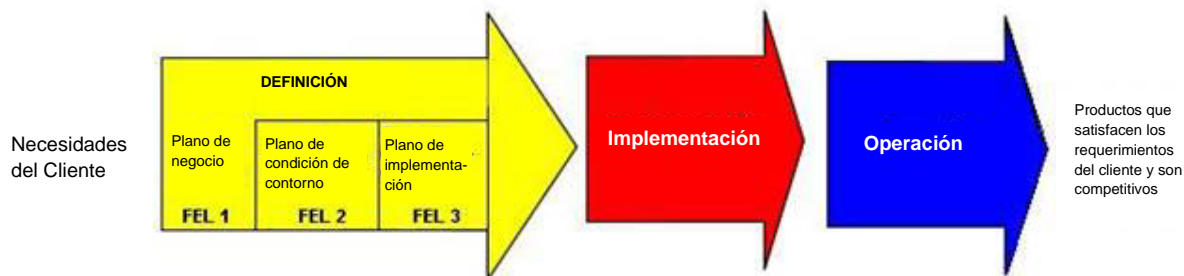 Necesidades
del Cliente
DEFINICIÓN
Plano de
negocio
FEL 1
Plano de
condición de
contorno
FEL 2
Plano de
implementa-
ción
FEL 3
Implementación
Operación
Productos que
satisfacen los
requerimientos
del cliente y son
competitivos